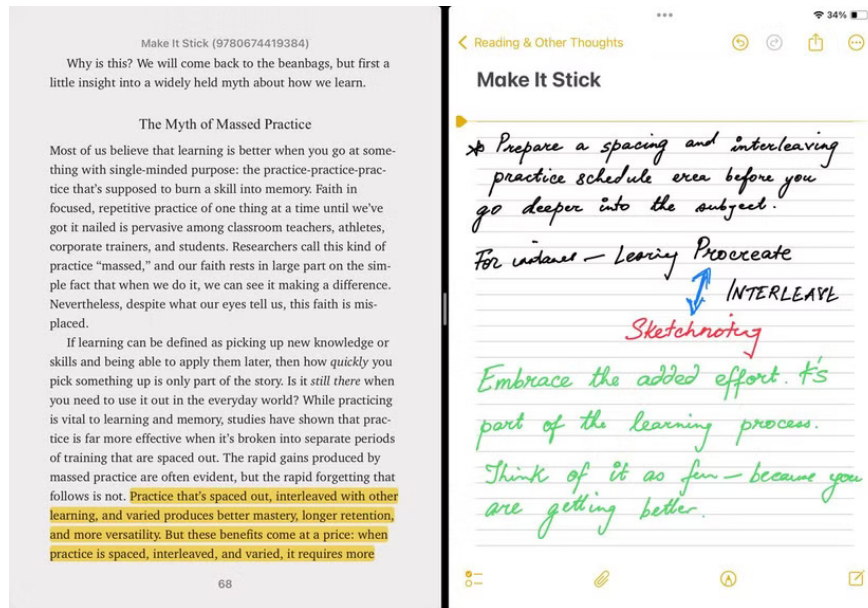 Make It Stick (9780674419384)
Why is this? We will come back to the beanbags, but first a
little insight into a widely held myth about how we learn.
The Myth of Massed Practice
Most of us believe that learning is better when you go at some-
thing with single-minded purpose: the practice-practice-prac-
tice that's supposed to burn a skill into memory. Faith in
focused, repetitive practice of one thing at a time until we've
got it nailed is pervasive among classroom teachers, athletes,
corporate trainers, and students. Researchers call this kind of
practice “massed,” and our faith rests in large part on the sim-
ple fact that when we do it, we can see it making a difference.
Nevertheless, despite what our eyes tell us, this faith is mis-
placed.
If learning can be defined as picking up new knowledge or
skills and being able to apply them later, then how quickly you
pick something up is only part of the story. Is it still there when
you need to use it out in the everyday world? While practicing
is vital to learning and memory, studies have shown that prac-
tice is far more effective when it's broken into separate periods
of training that are spaced out. The rapid gains produced by
massed practice are often evident, but the rapid forgetting that
follows is not. Practice that's spaced out, interleaved with other
learning, and varied produces better mastery, longer retention,
and more versatility. But these benefits come at a price: when
practice is spaced, interleaved, and varied, it requires more
68
34%
Reading & Other Thoughts
Make It Stick
Prepare a spacing and interleaving
practice schedule even before you
go deeper into the subject.
For instance – Learning Procreate
INTERLEAVE
Sketchnoting
Embrace the added effort. It's
part of the learning process.
Think of it as fun – because you
are getting better.